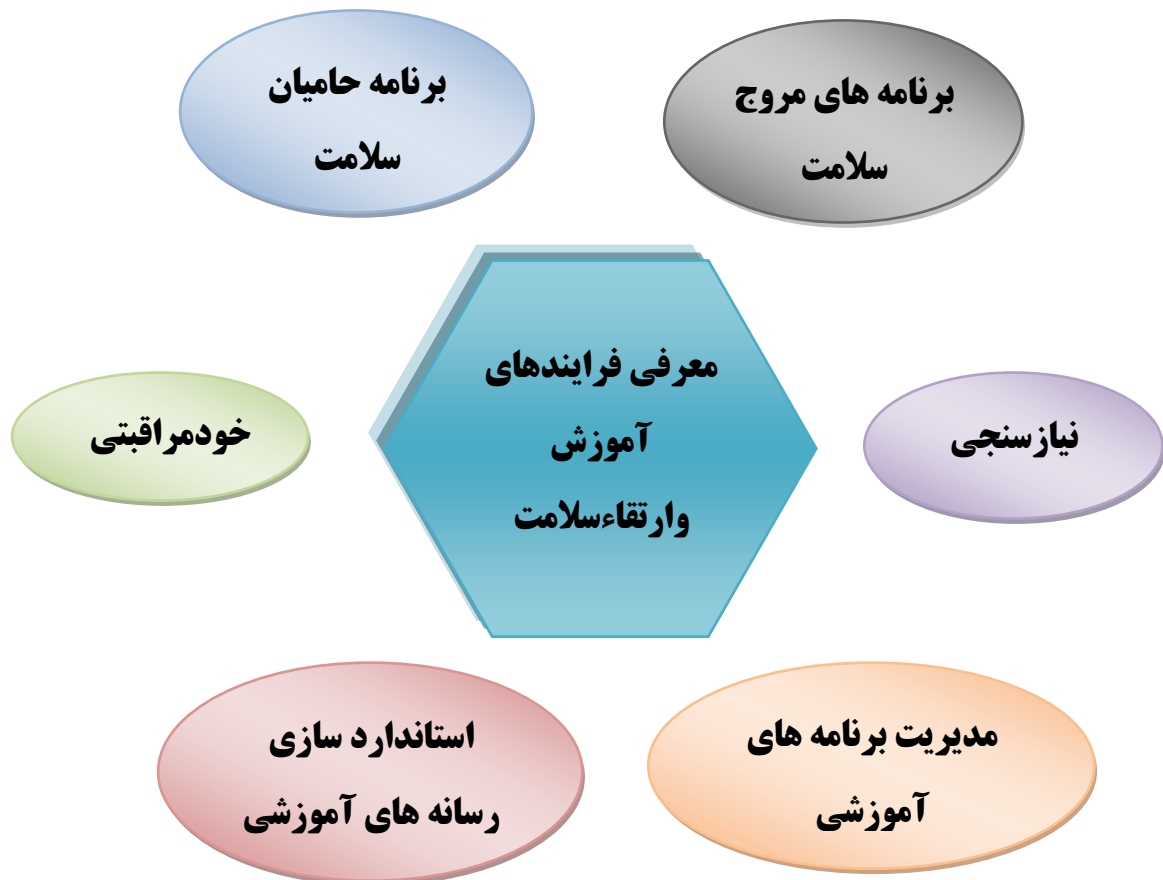 برنامه های مروج
سلامت
برنامه حامیان
سلامت
معرفی فرایندهای
آموزش
وارتقاءسلامت
نیازسنجی
خودمراقبتی
مدیریت برنامه های
آموزشی
استاندارد سازی
رسانه های آموزشی